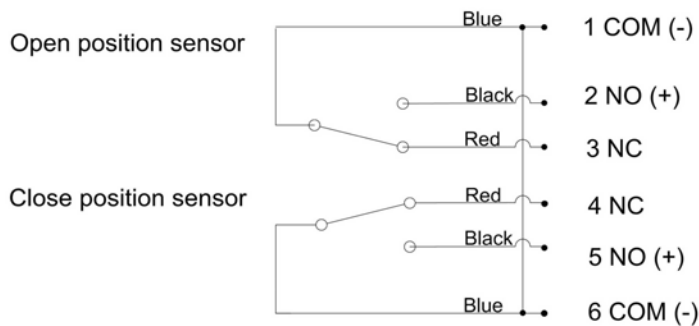 Blue
1 COM (-)
Open position sensor
Black
2 NO (+)
Red
3 NC
Close position sensor
Red
4 NC
Black
5 NO (+)
Blue
6 COM (-)